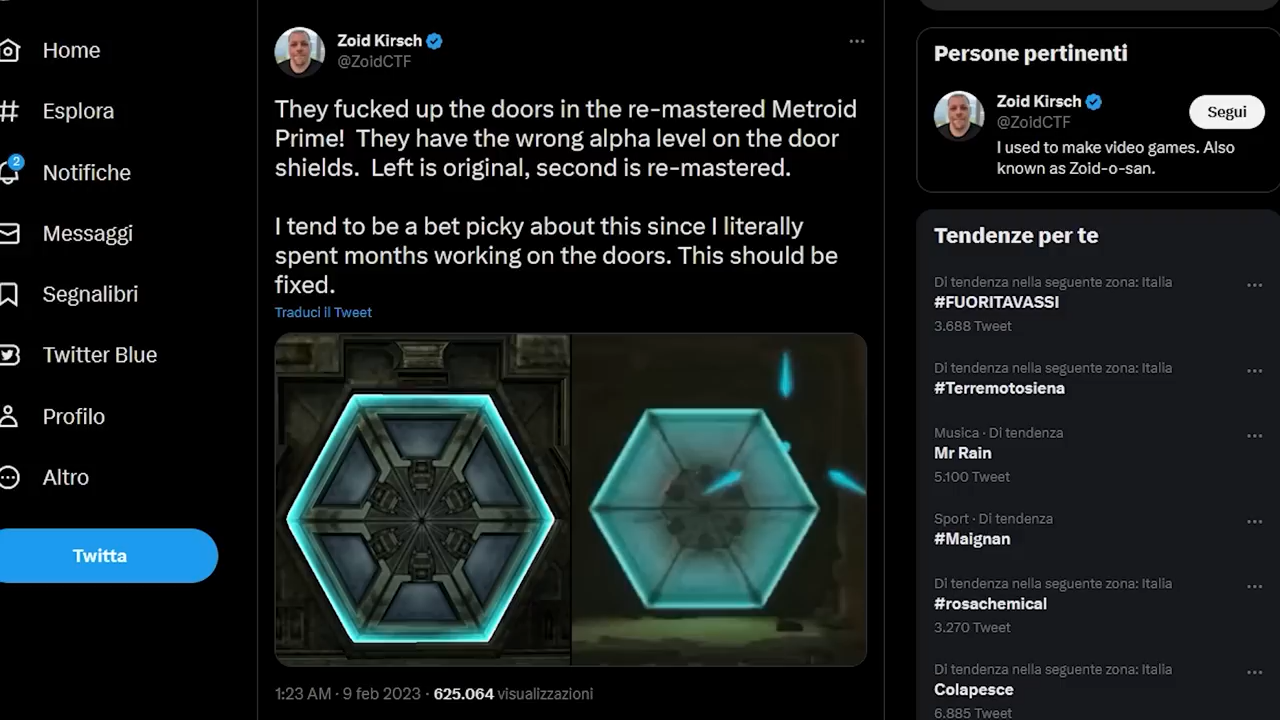 Home
Esplora
2
Notifiche
Messaggi
Segnalibri
Twitter Blue
Profilo
Altro
Twitta
Zoid Kirsch
@ZoidCTF
They fucked up the doors in the re-mastered Metroid
Prime!  They have the wrong alpha level on the door
shields.  Left is original, second is re-mastered.
I tend to be a bet picky about this since I literally
spent months working on the doors. This should be
fixed.
Traduci il Tweet
1:23 AM · 9 feb 2023 · 625.064 visualizzazioni
Persone pertinenti
Zoid Kirsch
@ZoidCTF
Segui
I used to make video games. Also
known as Zoid-o-san.
Tendenze per te
Di tendenza nella seguente zona: Italia
#FUORITAVASSI
3.688 Tweet
Di tendenza nella seguente zona: Italia
#Terremotosiena
Musica · Di tendenza
Mr Rain
5.100 Tweet
Sport · Di tendenza
#Maignan
Di tendenza nella seguente zona: Italia
#rosachemical
3.270 Tweet
Di tendenza nella seguente zona: Italia
Colapesce
6.885 Tweet